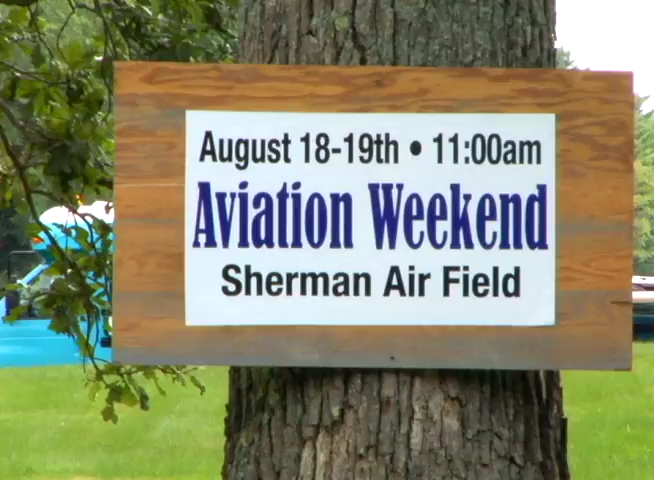 August 18-19th • 11:00am
Aviation Weekend
Sherman Air Field